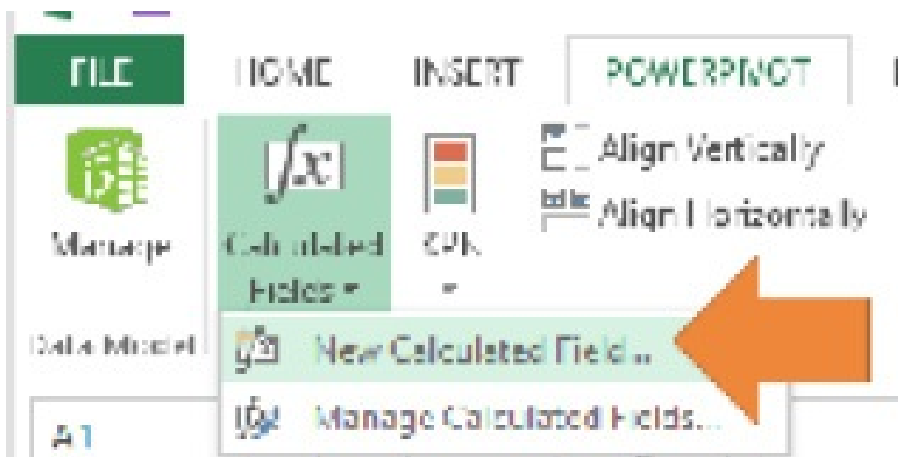 FILE HOME INSERT POWERPIVOT
Align Vertically
Align Horizontally
Manage Calculated Fields KPIs
Data Model
New Calculated Field...
Manage Calculated Fields...
A1